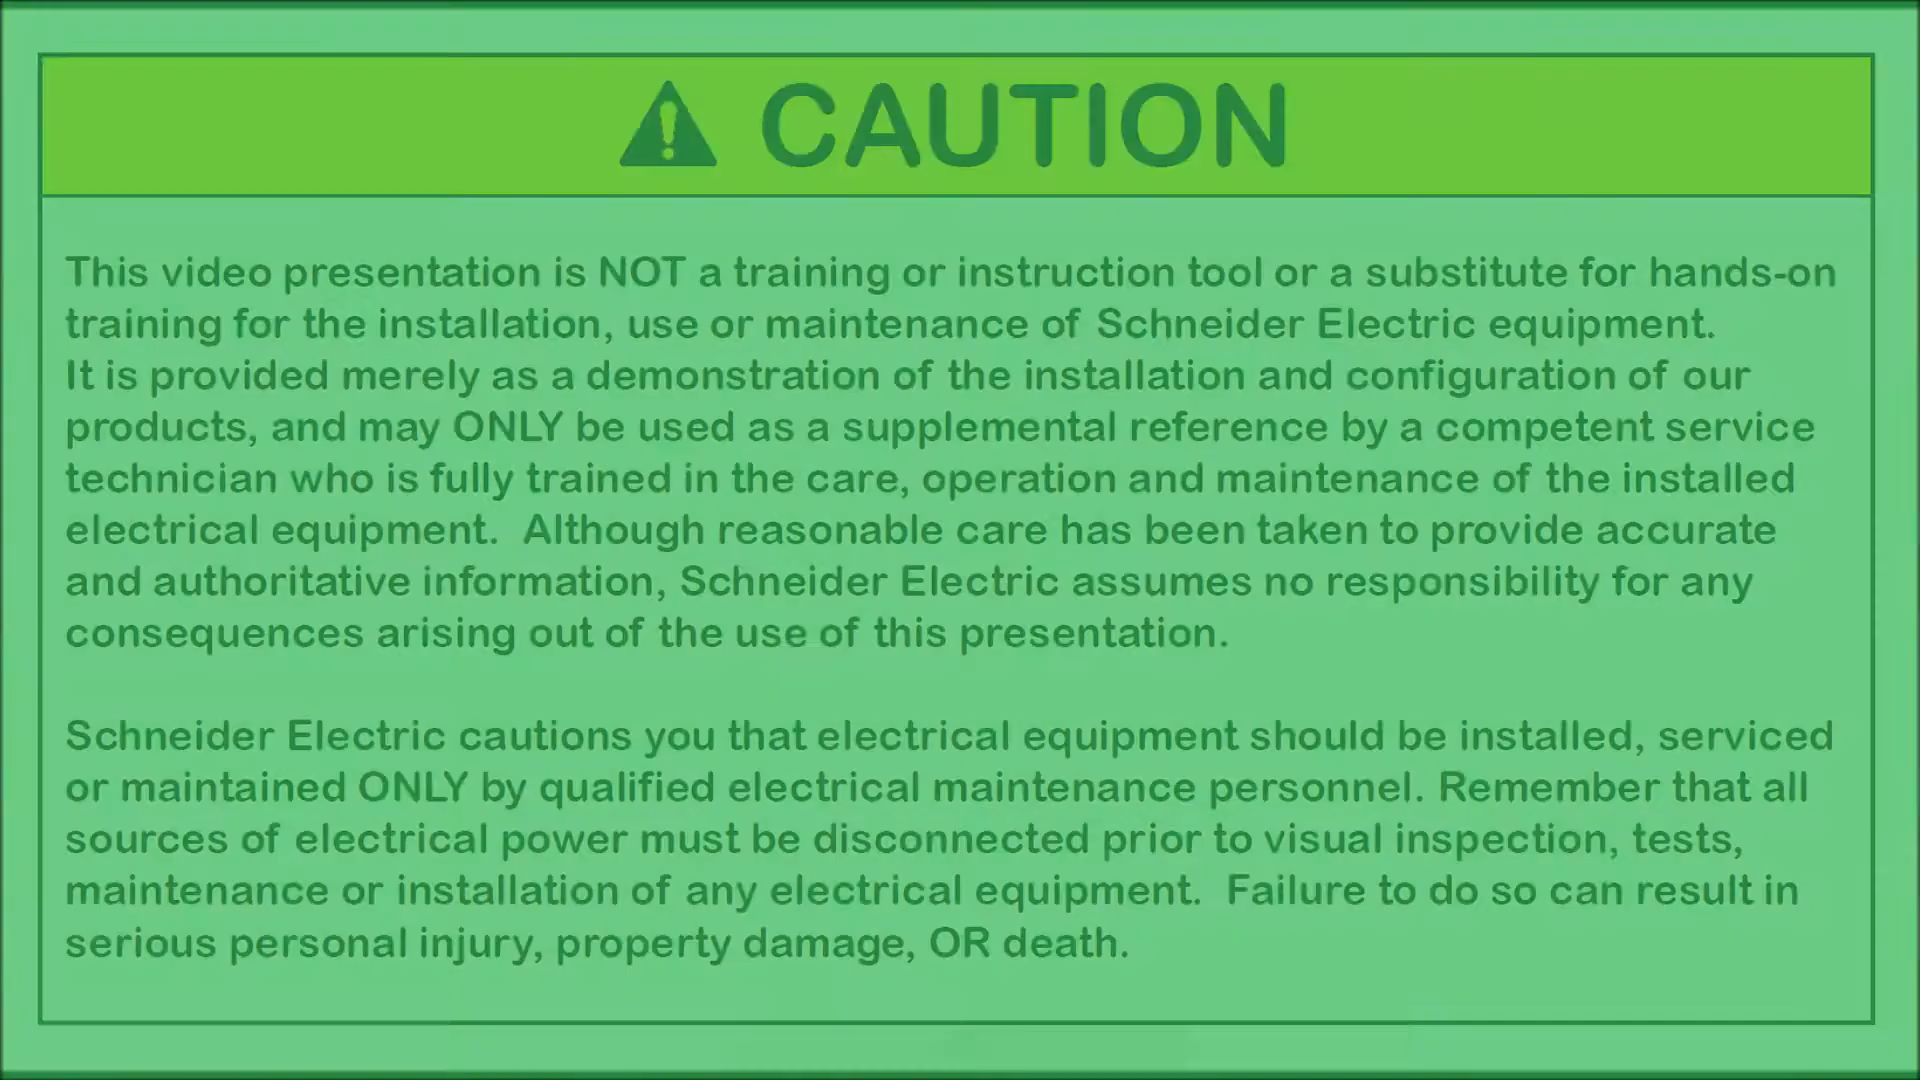 CAUTION
This video presentation is NOT a training or instruction tool or a substitute for hands-on
training for the installation, use or maintenance of Schneider Electric equipment.
It is provided merely as a demonstration of the installation and configuration of our
products, and may ONLY be used as a supplemental reference by a competent service
technician who is fully trained in the care, operation and maintenance of the installed
electrical equipment.  Although reasonable care has been taken to provide accurate
and authoritative information, Schneider Electric assumes no responsibility for any
consequences arising out of the use of this presentation.
Schneider Electric cautions you that electrical equipment should be installed, serviced
or maintained ONLY by qualified electrical maintenance personnel. Remember that all
sources of electrical power must be disconnected prior to visual inspection, tests,
maintenance or installation of any electrical equipment.  Failure to do so can result in
serious personal injury, property damage, OR death.